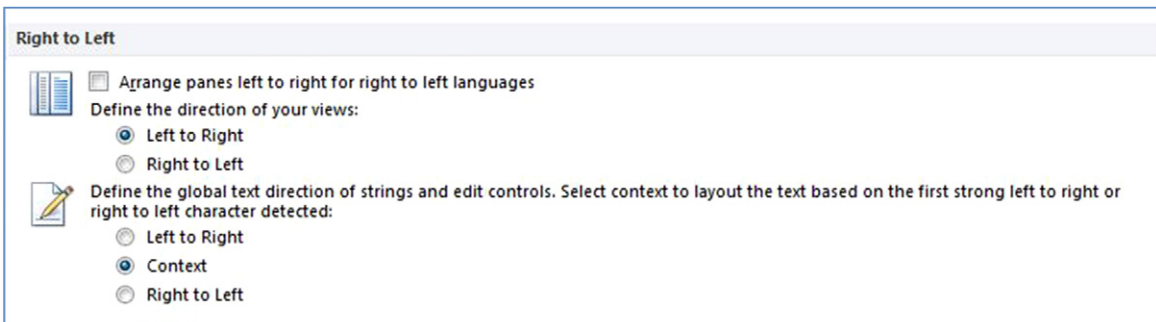 Right to Left
Arrange panes left to right for right to left languages
Define the direction of your views:
Left to Right
Right to Left
Define the global text direction of strings and edit controls. Select context to layout the text based on the first strong left to right or
right to left character detected:
Left to Right
Context
Right to Left